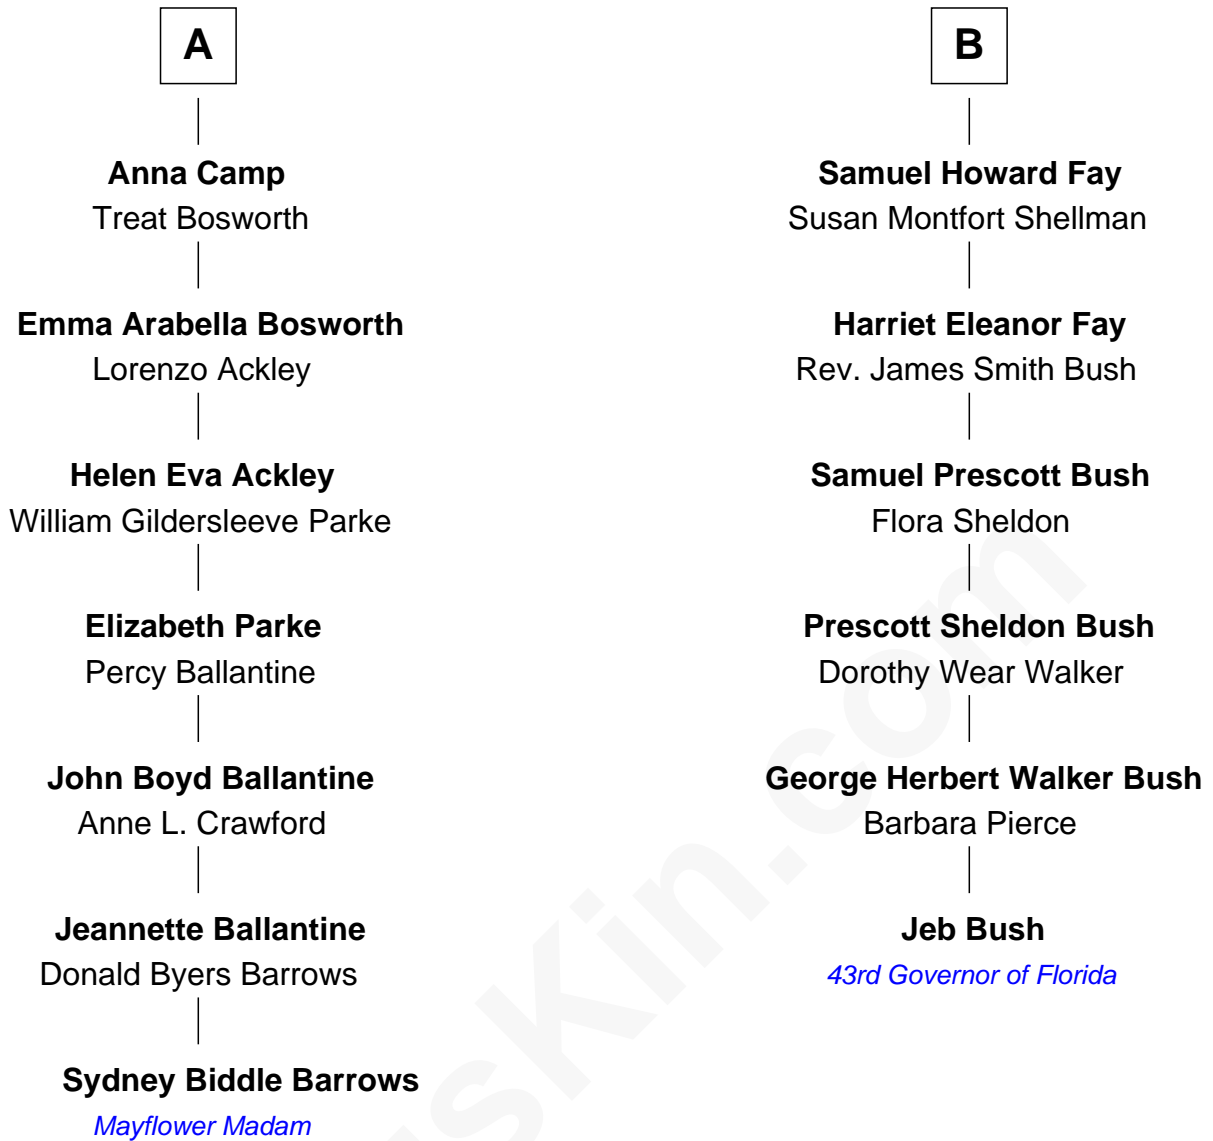 A
Anna Camp
Treat Bosworth
Emma Arabella Bosworth
Lorenzo Ackley
Helen Eva Ackley
William Gildersleeve Parke
Elizabeth Parke
Percy Ballantine
John Boyd Ballantine
Anne L. Crawford
Jeannette Ballantine
Donald Byers Barrows
Sydney Biddle Barrows
Mayflower Madam
B
Samuel Howard Fay
Susan Montfort Shellman
Harriet Eleanor Fay
Rev. James Smith Bush
Samuel Prescott Bush
Flora Sheldon
Prescott Sheldon Bush
Dorothy Wear Walker
George Herbert Walker Bush
Barbara Pierce
Jeb Bush
43rd Governor of Florida